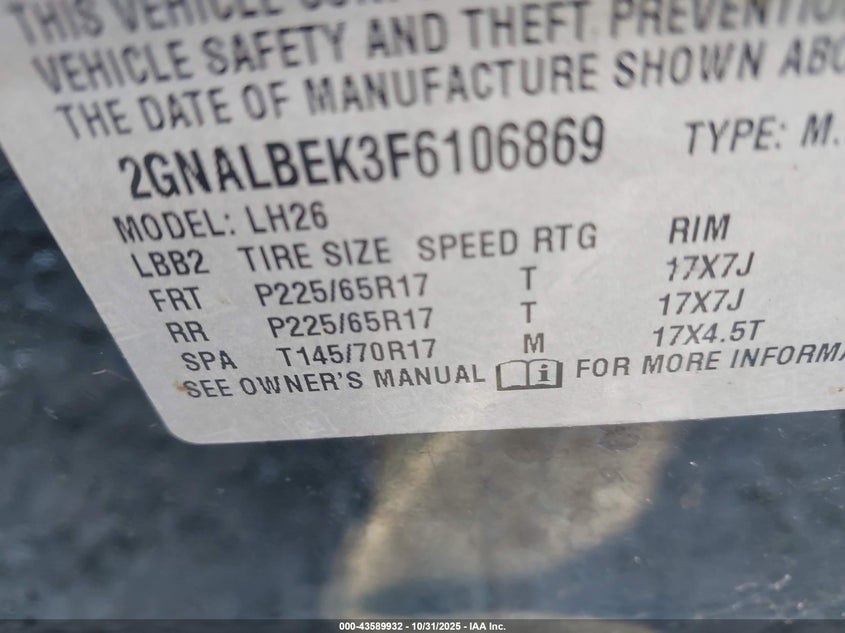 THIS VEHICLE
VEHICLE SAFETY AND THEFT PREVENTION
THE DATE OF MANUFACTURE SHOWN ABO
2GNALBEK3F6106869 TYPE: M.
MODEL: LH26
LBB2 TIRE SIZE SPEED RTG RIM
FRT P225/65R17 T 17X7J
RR P225/65R17 T 17X7J
SPA T145/70R17 M 17X4.5T
SEE OWNER'S MANUAL i FOR MORE INFORMA
000-43589932 - 10/31/2025 - IAA Inc.